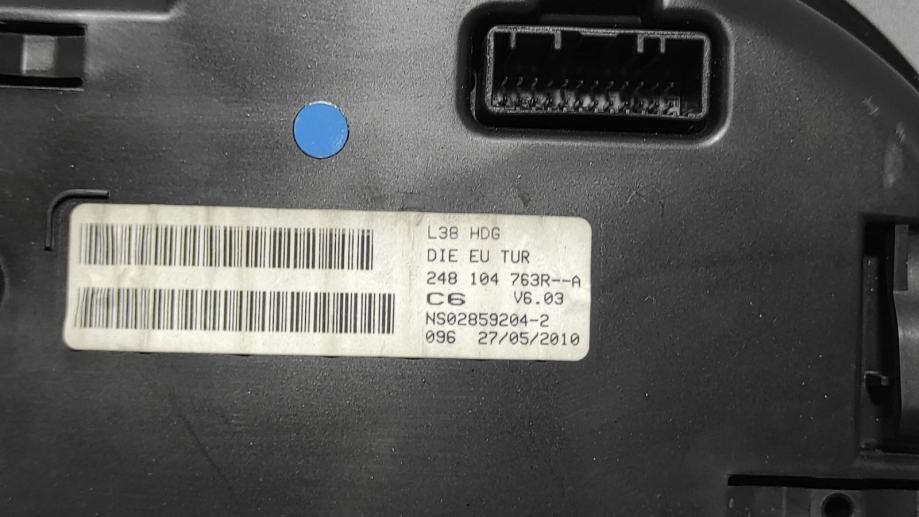 L38 HDG
DIE EU TUR
248 104 763R--A
C6 V6.03
NS02859204-2
096 27/05/2010